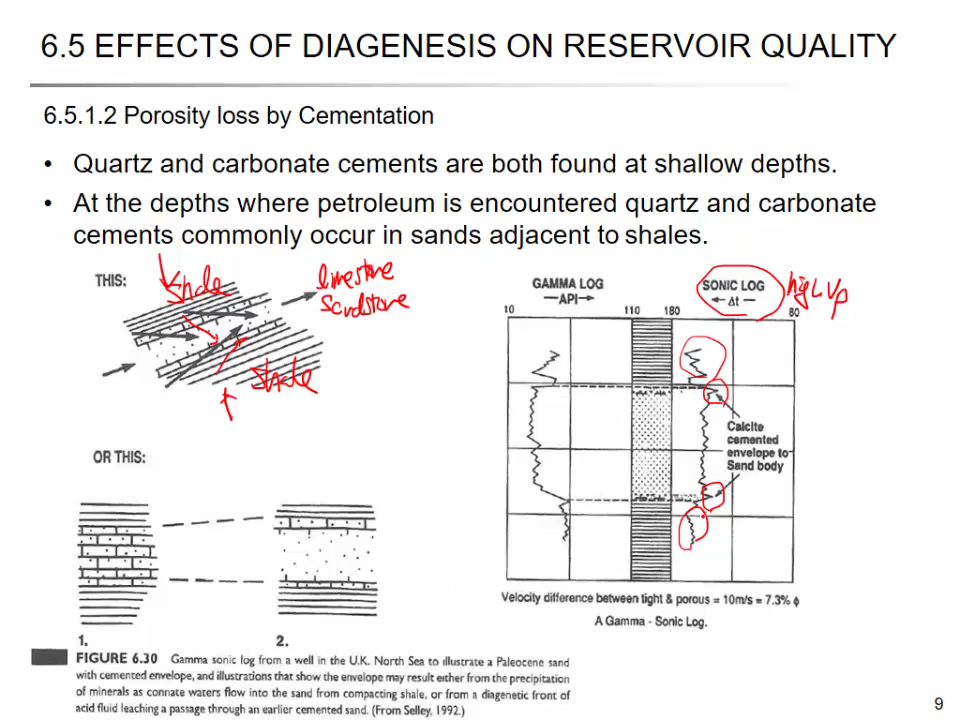 6.5 EFFECTS OF DIAGENESIS ON RESERVOIR QUALITY
6.5.1.2 Porosity loss by Cementation
• Quartz and carbonate cements are both found at shallow depths.
• At the depths where petroleum is encountered quartz and carbonate
cements commonly occur in sands adjacent to shales.
THIS:
Shale
limestone
sandstone
Shale
OR THIS:
1.
2.
GAMMA LOG
—API→
SONIC LOG
← Δt —
high Vp
10
110
180
80
Calcite
cemented
envelope to
Sand body
Velocity difference between tight & porous = 10m/s = 7.3% ϕ
A Gamma - Sonic Log.
FIGURE 6.30 Gamma sonic log from a well in the U.K. North Sea to illustrate a Paleocene sand
with cemented envelope, and illustrations that show the envelope may result either from the precipitation
of minerals as connate waters flow into the sand from compacting shale, or from a diagenetic front of
acid fluid leaching a passage through an earlier cemented sand. (From Selley, 1992.)
9